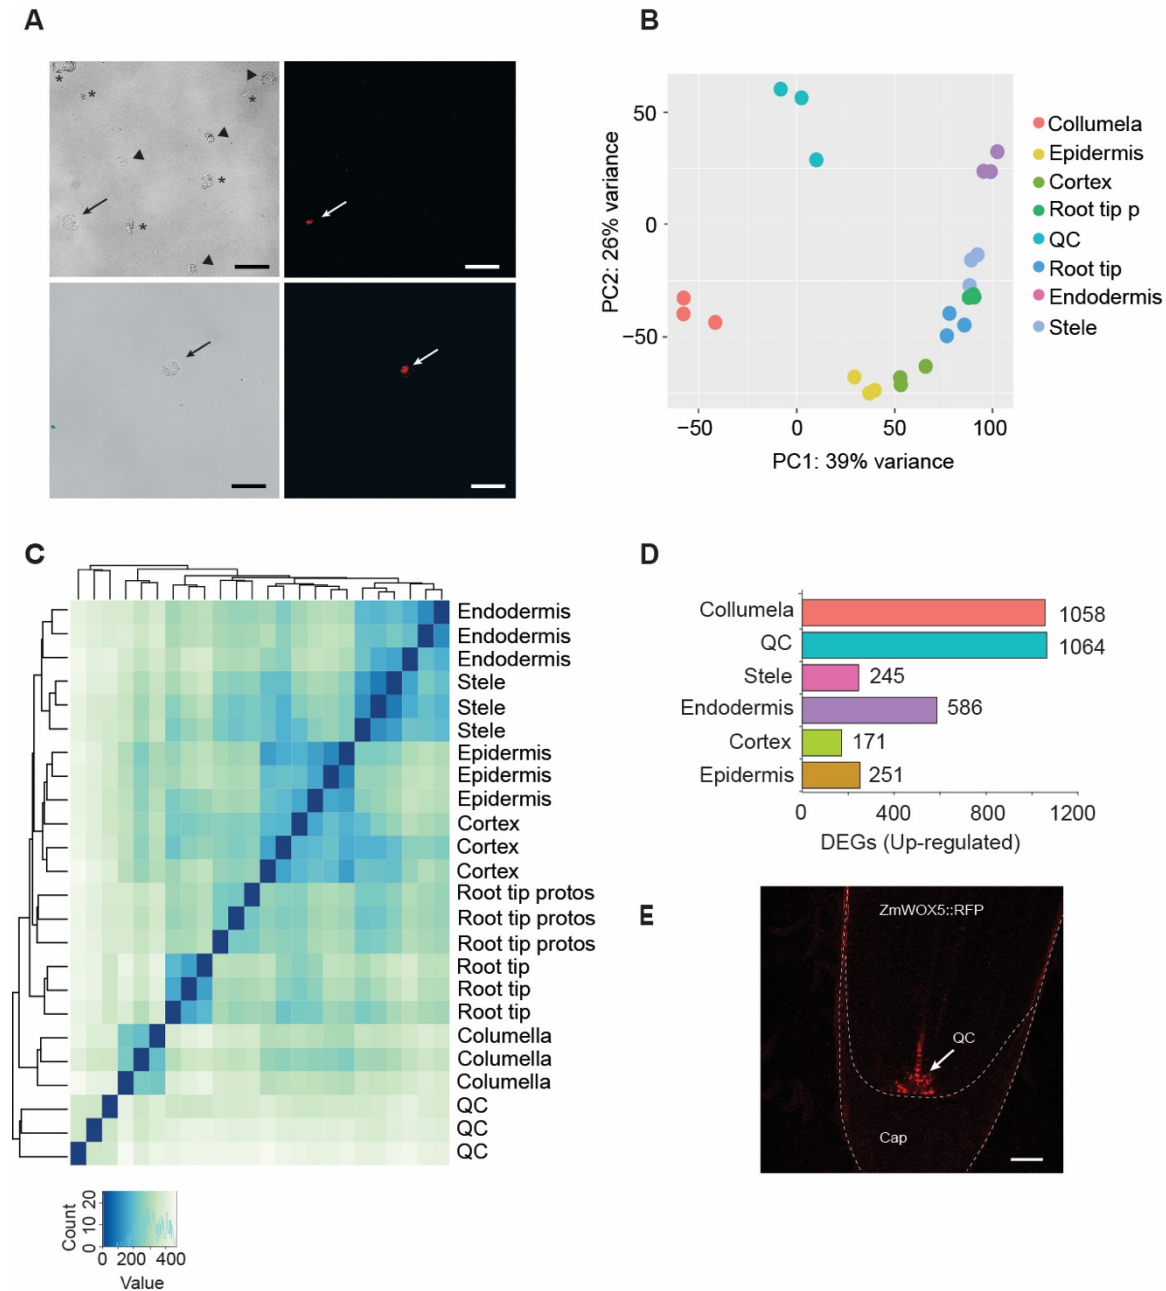 A
*
*
*
*
*
B
PC2: 26% variance
50
0
−50
−50
0
50
100
PC1: 39% variance
Collumela
Epidermis
Cortex
Root tip p
QC
Root tip
Endodermis
Stele
C
Endodermis
Endodermis
Endodermis
Stele
Stele
Stele
Epidermis
Epidermis
Epidermis
Cortex
Cortex
Cortex
Root tip protos
Root tip protos
Root tip protos
Root tip
Root tip
Root tip
Columella
Columella
Columella
QC
QC
QC
Count
0 10 20
0 200 400
Value
D
Collumela 1058
QC 1064
Stele 245
Endodermis 586
Cortex 171
Epidermis 251
0 400 800 1200
DEGs (Up-regulated)
E
ZmWOX5::RFP
QC
Cap